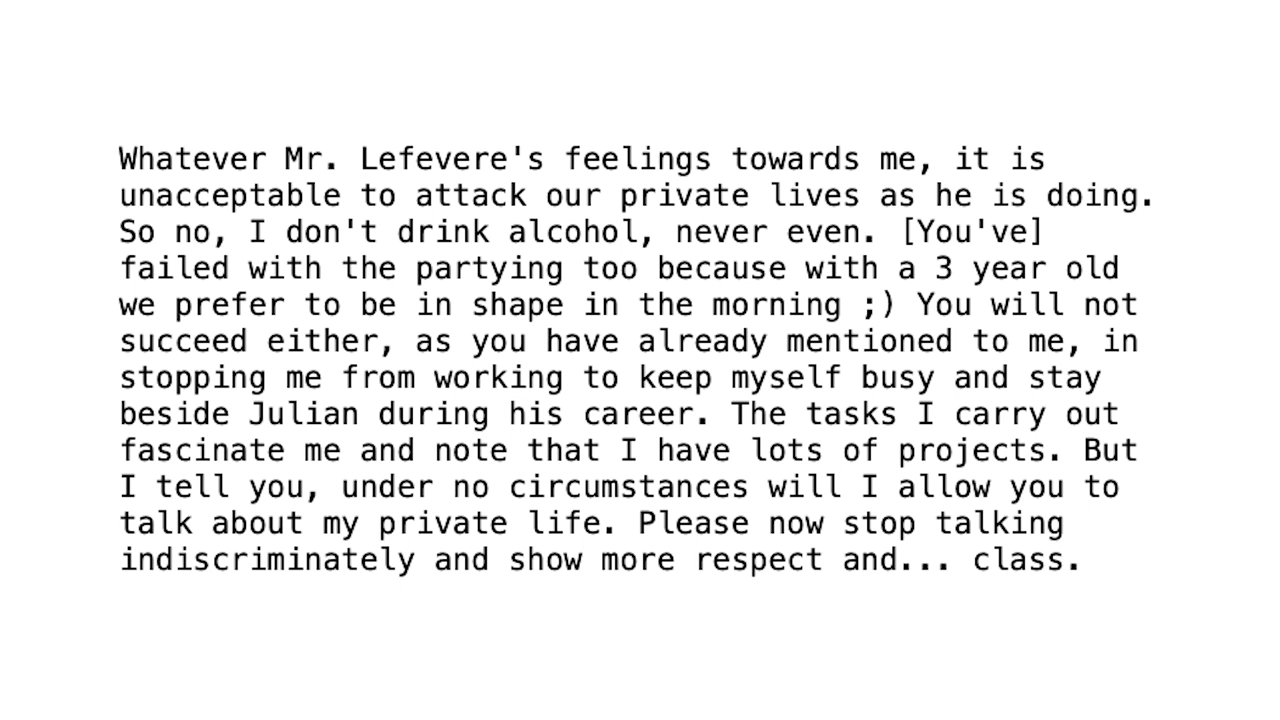 Whatever Mr. Lefevere's feelings towards me, it is
unacceptable to attack our private lives as he is doing.
So no, I don't drink alcohol, never even. [You've]
failed with the partying too because with a 3 year old
we prefer to be in shape in the morning ;) You will not
succeed either, as you have already mentioned to me, in
stopping me from working to keep myself busy and stay
beside Julian during his career. The tasks I carry out
fascinate me and note that I have lots of projects. But
I tell you, under no circumstances will I allow you to
talk about my private life. Please now stop talking
indiscriminately and show more respect and... class.